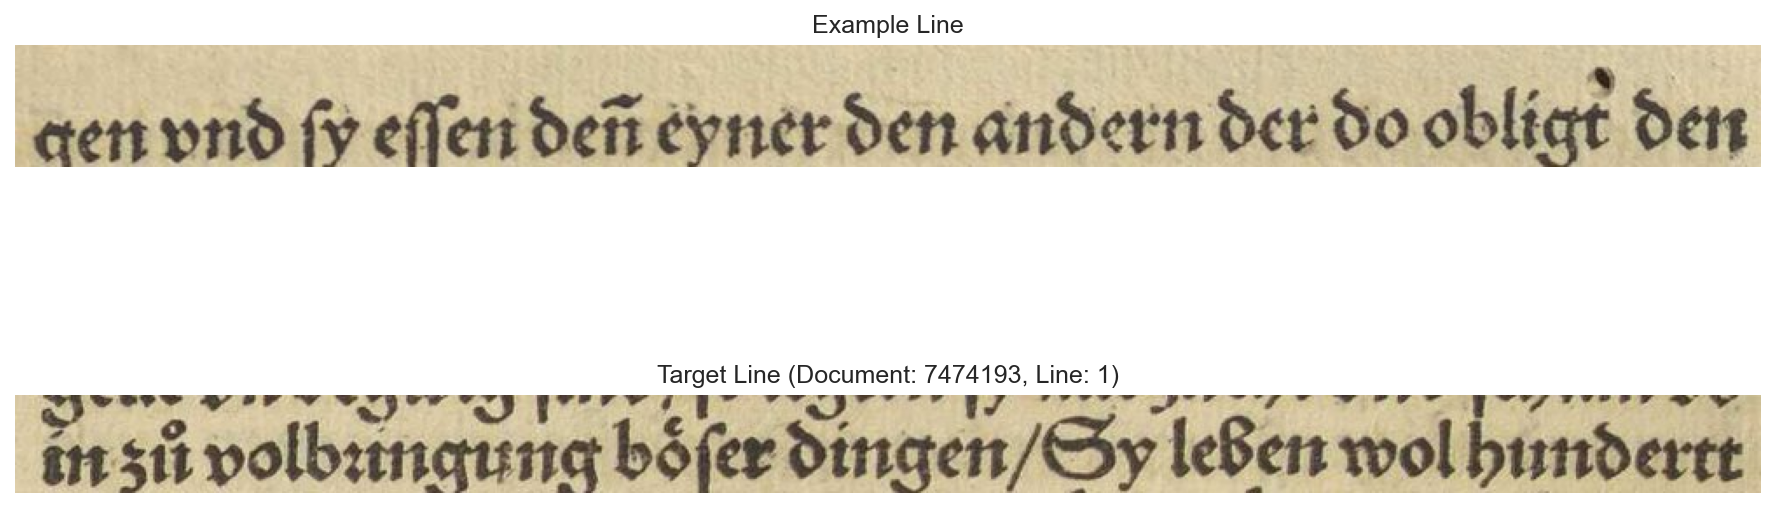 Example Line
gen vnd ſy eſſen deñ eyner den andern der do obligt den
Target Line (Document: 7474193, Line: 1)
in zů volbringung böſer dingen/Sy leben wol hundertt